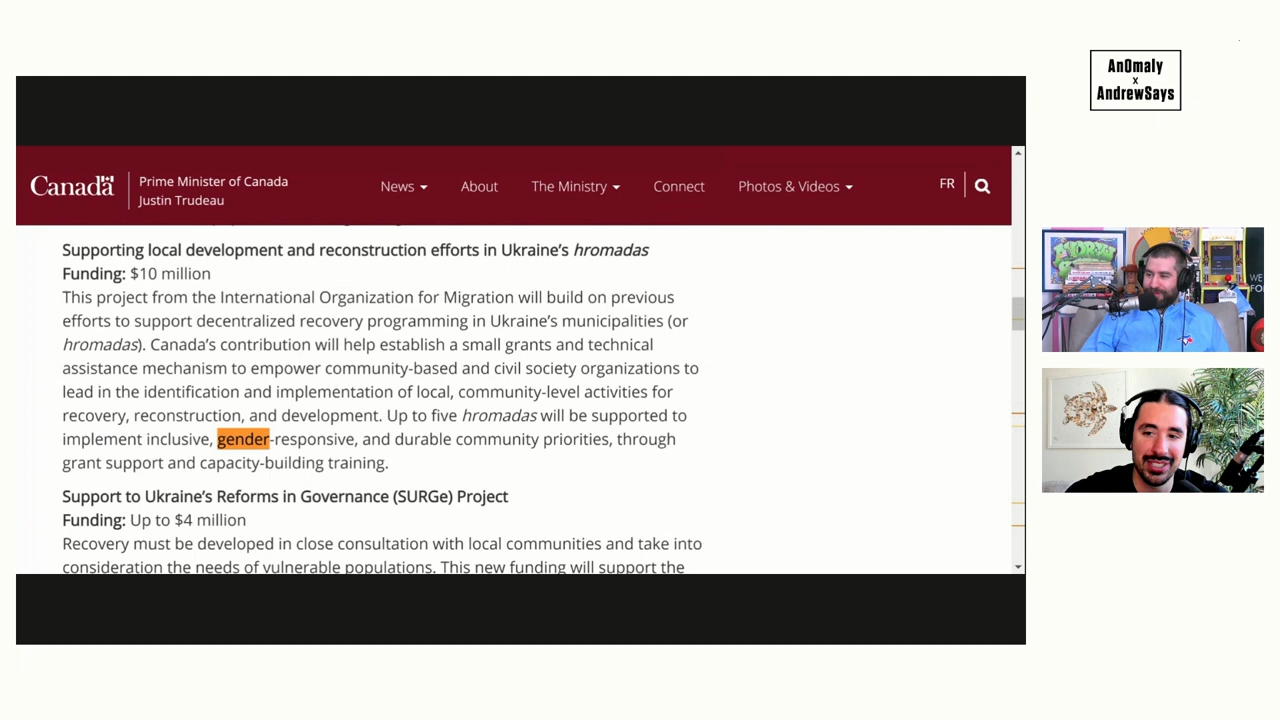 An0maly
x
AndrewSays
Canada
Prime Minister of Canada
Justin Trudeau
News
About
The Ministry
Connect
Photos & Videos
FR
Supporting local development and reconstruction efforts in Ukraine's hromadas
Funding: $10 million
This project from the International Organization for Migration will build on previous
efforts to support decentralized recovery programming in Ukraine's municipalities (or
hromadas). Canada's contribution will help establish a small grants and technical
assistance mechanism to empower community-based and civil society organizations to
lead in the identification and implementation of local, community-level activities for
recovery, reconstruction, and development. Up to five hromadas will be supported to
implement inclusive, gender-responsive, and durable community priorities, through
grant support and capacity-building training.
Support to Ukraine's Reforms in Governance (SURGe) Project
Funding: Up to $4 million
Recovery must be developed in close consultation with local communities and take into
consideration the needs of vulnerable populations. This new funding will support the